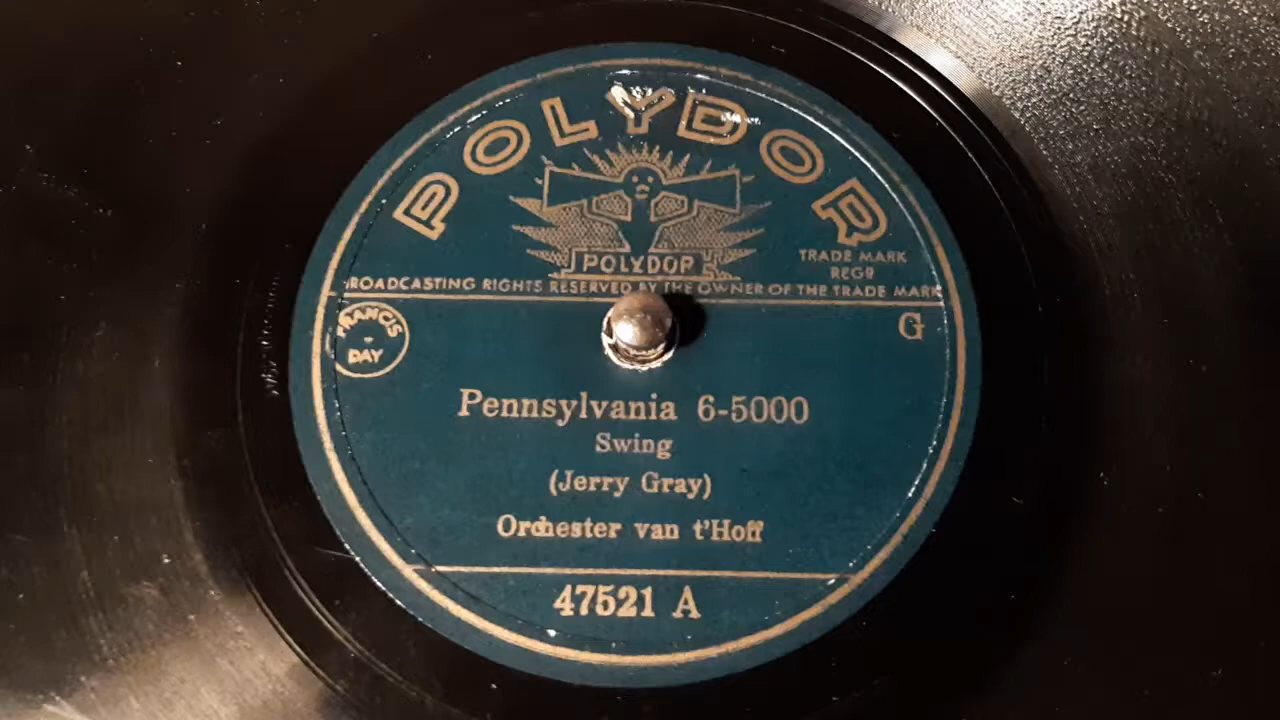 POLYDOR
POLYDOR
TRADE MARK
REGD
BROADCASTING RIGHTS RESERVED BY THE OWNER OF THE TRADE MARK
FRANCIS
DAY
G
Pennsylvania 6-5000
Swing
(Jerry Gray)
Orchester van t'Hoff
47521 A